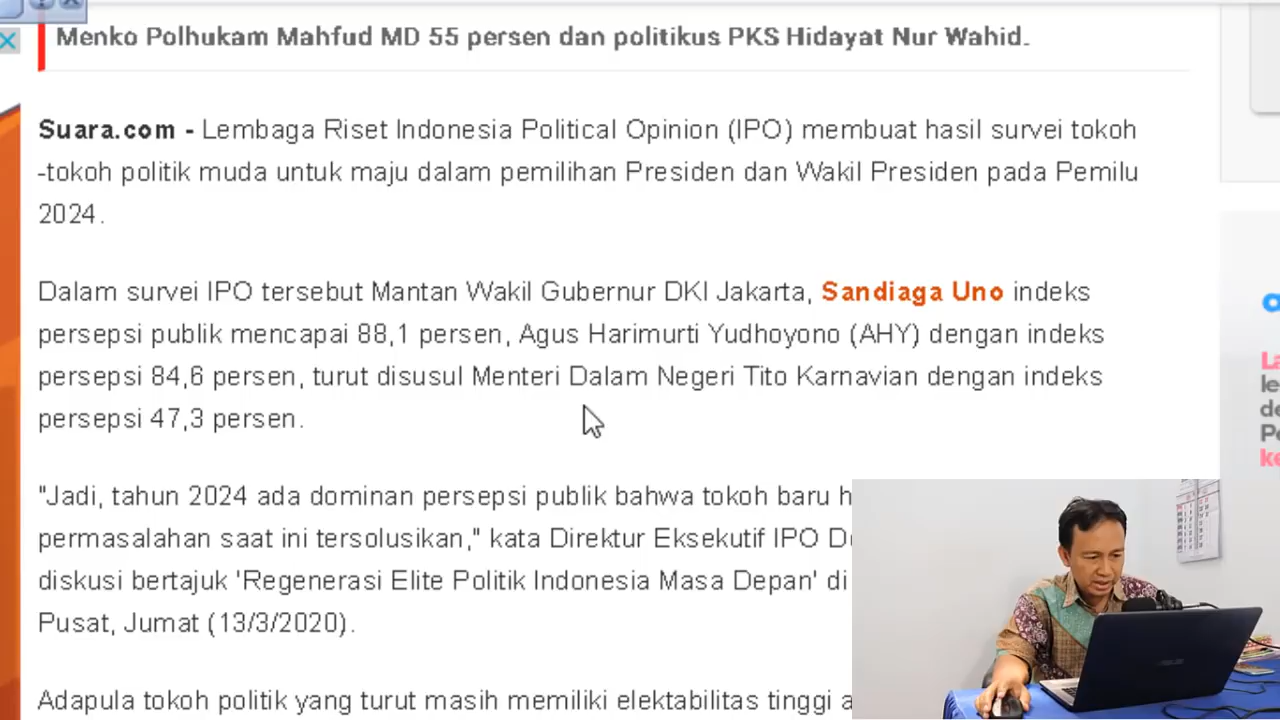 Menko Polhukam Mahfud MD 55 persen dan politikus PKS Hidayat Nur Wahid.
Suara.com - Lembaga Riset Indonesia Political Opinion (IPO) membuat hasil survei tokoh
-tokoh politik muda untuk maju dalam pemilihan Presiden dan Wakil Presiden pada Pemilu
2024.
Dalam survei IPO tersebut Mantan Wakil Gubernur DKI Jakarta, Sandiaga Uno indeks
persepsi publik mencapai 88,1 persen, Agus Harimurti Yudhoyono (AHY) dengan indeks
persepsi 84,6 persen, turut disusul Menteri Dalam Negeri Tito Karnavian dengan indeks
persepsi 47,3 persen.
"Jadi, tahun 2024 ada dominan persepsi publik bahwa tokoh baru
permasalahan saat ini tersolusikan," kata Direktur Eksekutif IPO
diskusi bertajuk 'Regenerasi Elite Politik Indonesia Masa Depan' di
Pusat, Jumat (13/3/2020).
Adapula tokoh politik yang turut masih memiliki elektabilitas tinggi